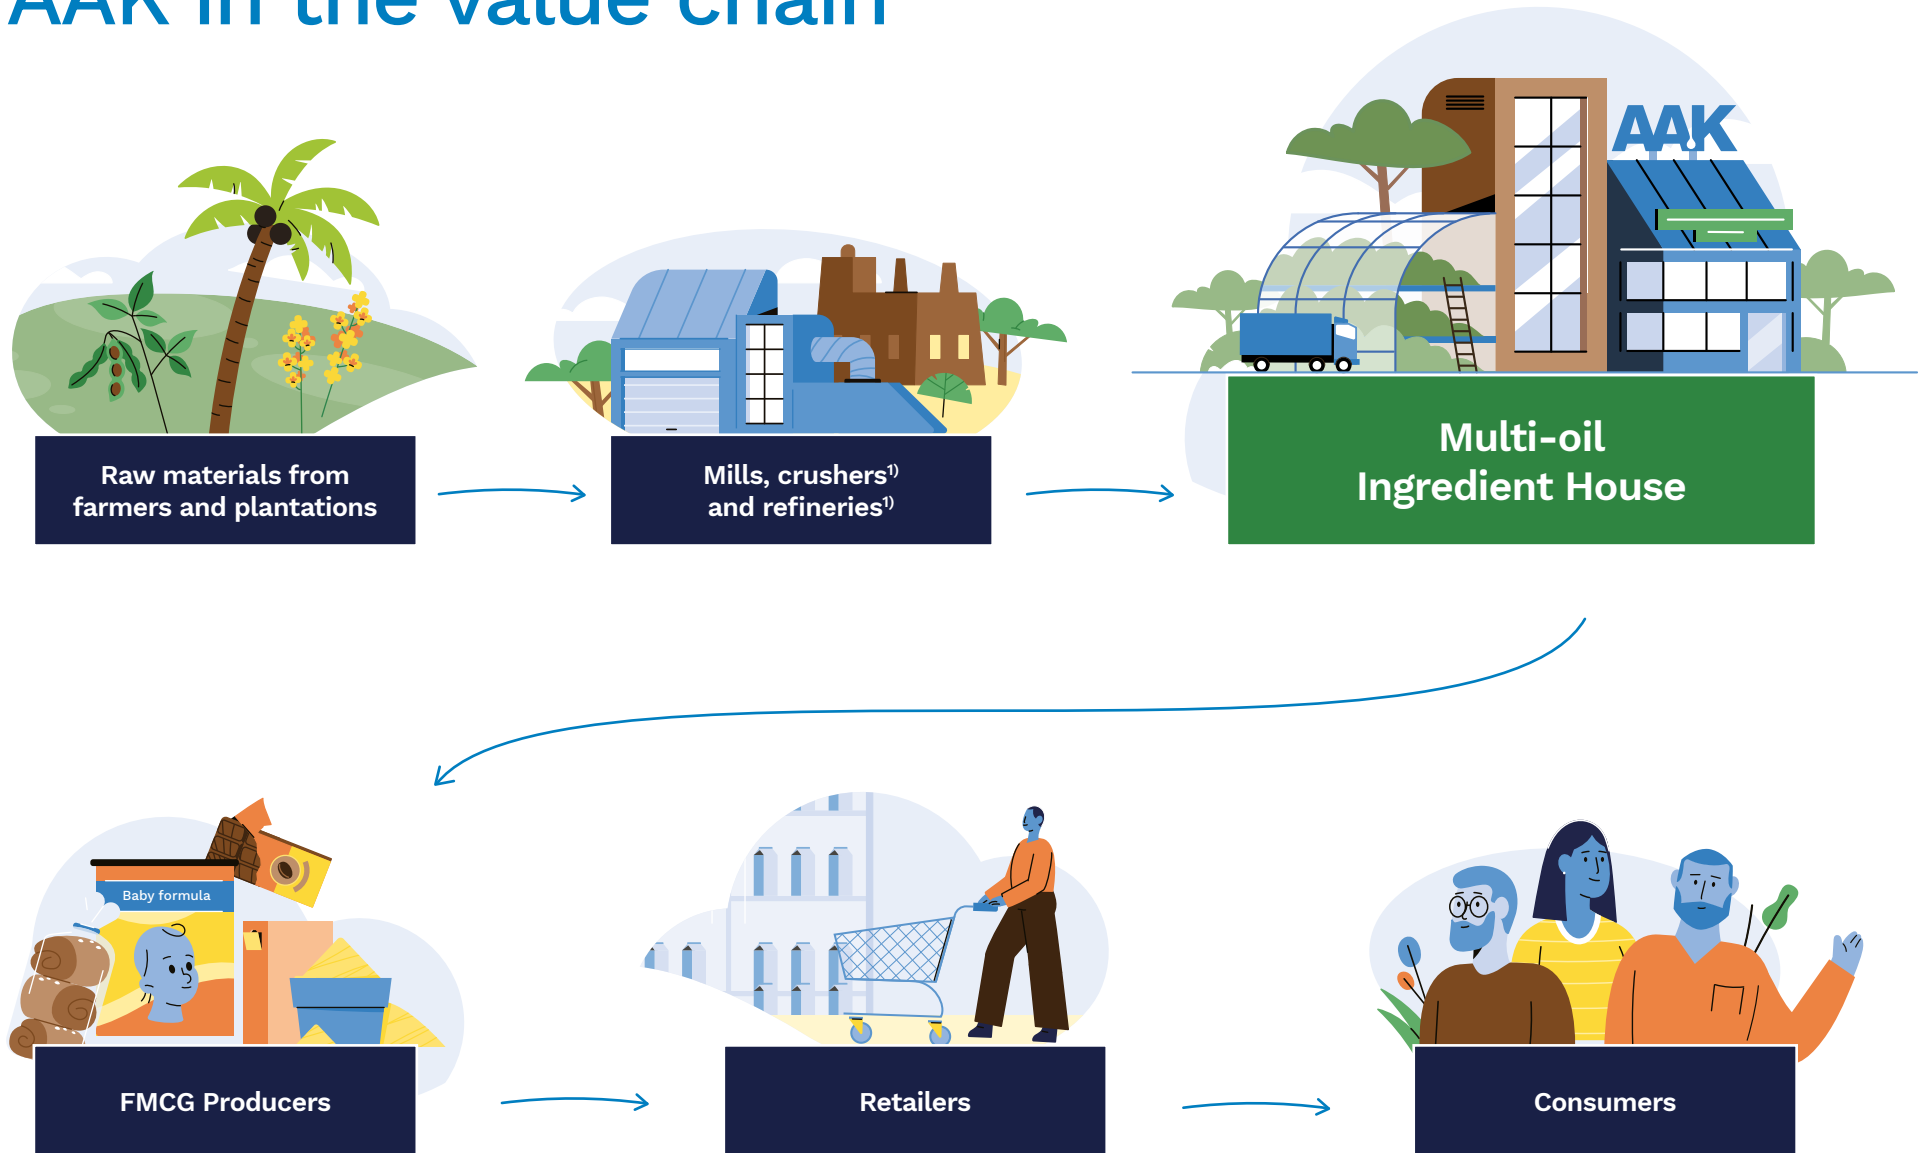 AAK in the value chain
AAK
Raw materials from
farmers and plantations
Mills, crushers¹⁾
and refineries¹⁾
Multi-oil
Ingredient House
Baby formula
FMCG Producers
Retailers
Consumers